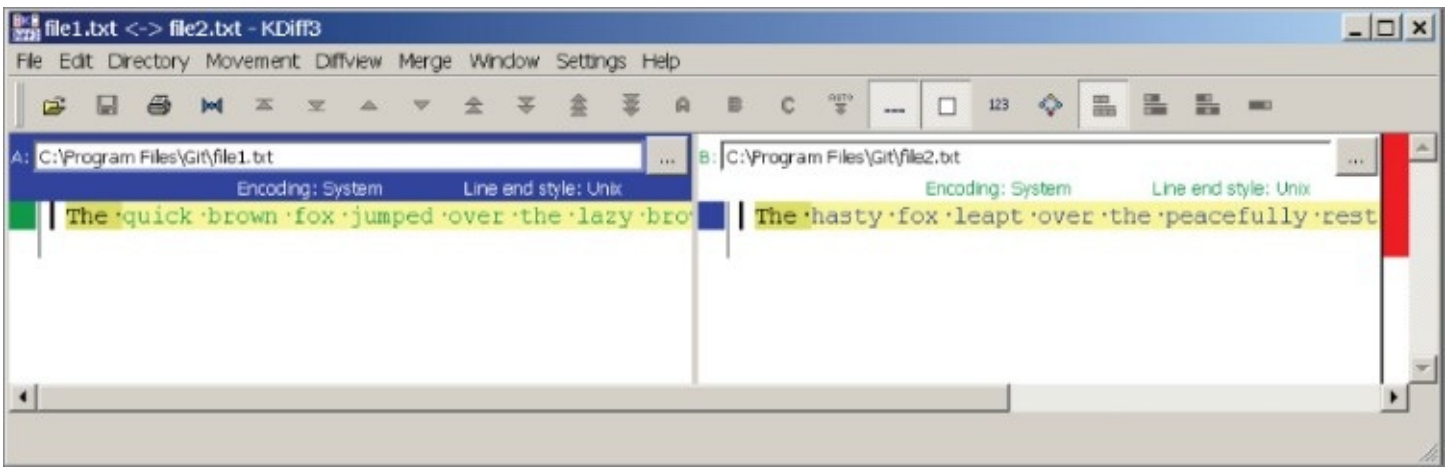 file1.txt <-> file2.txt - KDiff3
File Edit Directory Movement Diffview Merge Window Settings Help
A B C AUTO 123
A: C:\Program Files\Git\file1.txt ... B: C:\Program Files\Git\file2.txt ...
Encoding: System Line end style: Unix Encoding: System Line end style: Unix
The·quick·brown·fox·jumped·over·the·lazy·bro The·hasty·fox·leapt·over·the·peacefully·rest